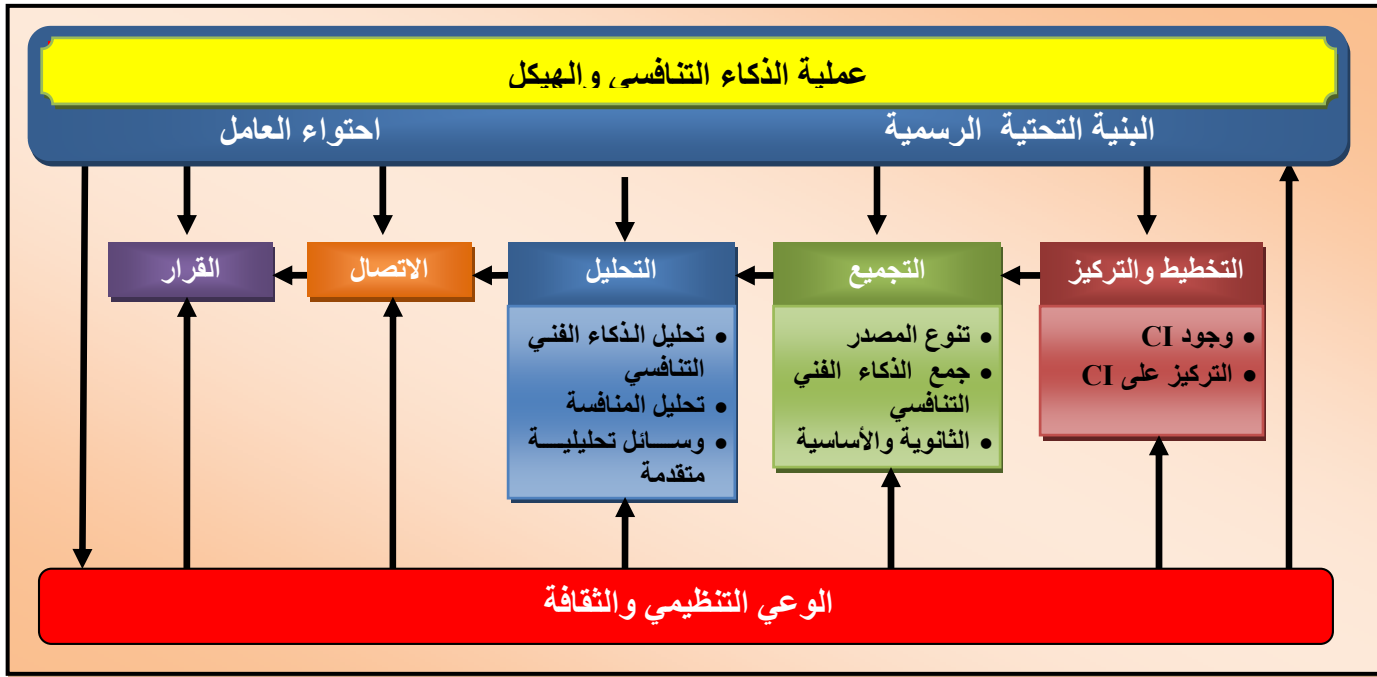 عملية الذكاء التنافسي والهيكل
البنية التحتية الرسمية
احتواء العامل
التخطيط والتركيز
وجود CI
التركيز على CI
التجميع
تنوع المصدر
جمع الذكاء الفني
التنافسي
الثانوية والأساسية
التحليل
تحليل الذكاء الفني
التنافسي
تحليل المنافسة
وسائل تحليلية
متقدمة
الاتصال
القرار
الوعي التنظيمي والثقافة